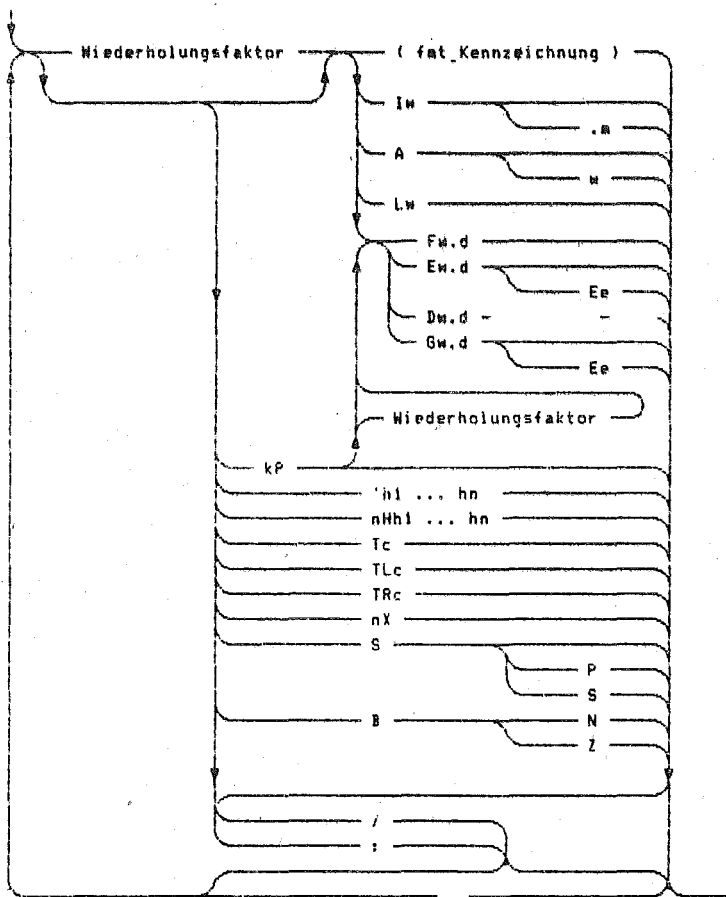 Wiederholungsfaktor ( fmt_Kennzeichnung )
Iw
.m
A
w
Lw
Fw.d
Ew.d
Ee
Dw.d
Gw.d
Ee
Wiederholungsfaktor
kP
'h1 ... hn
nHh1 ... hn
Tc
TLc
TRc
nX
S
P
S
B N
Z
/
: